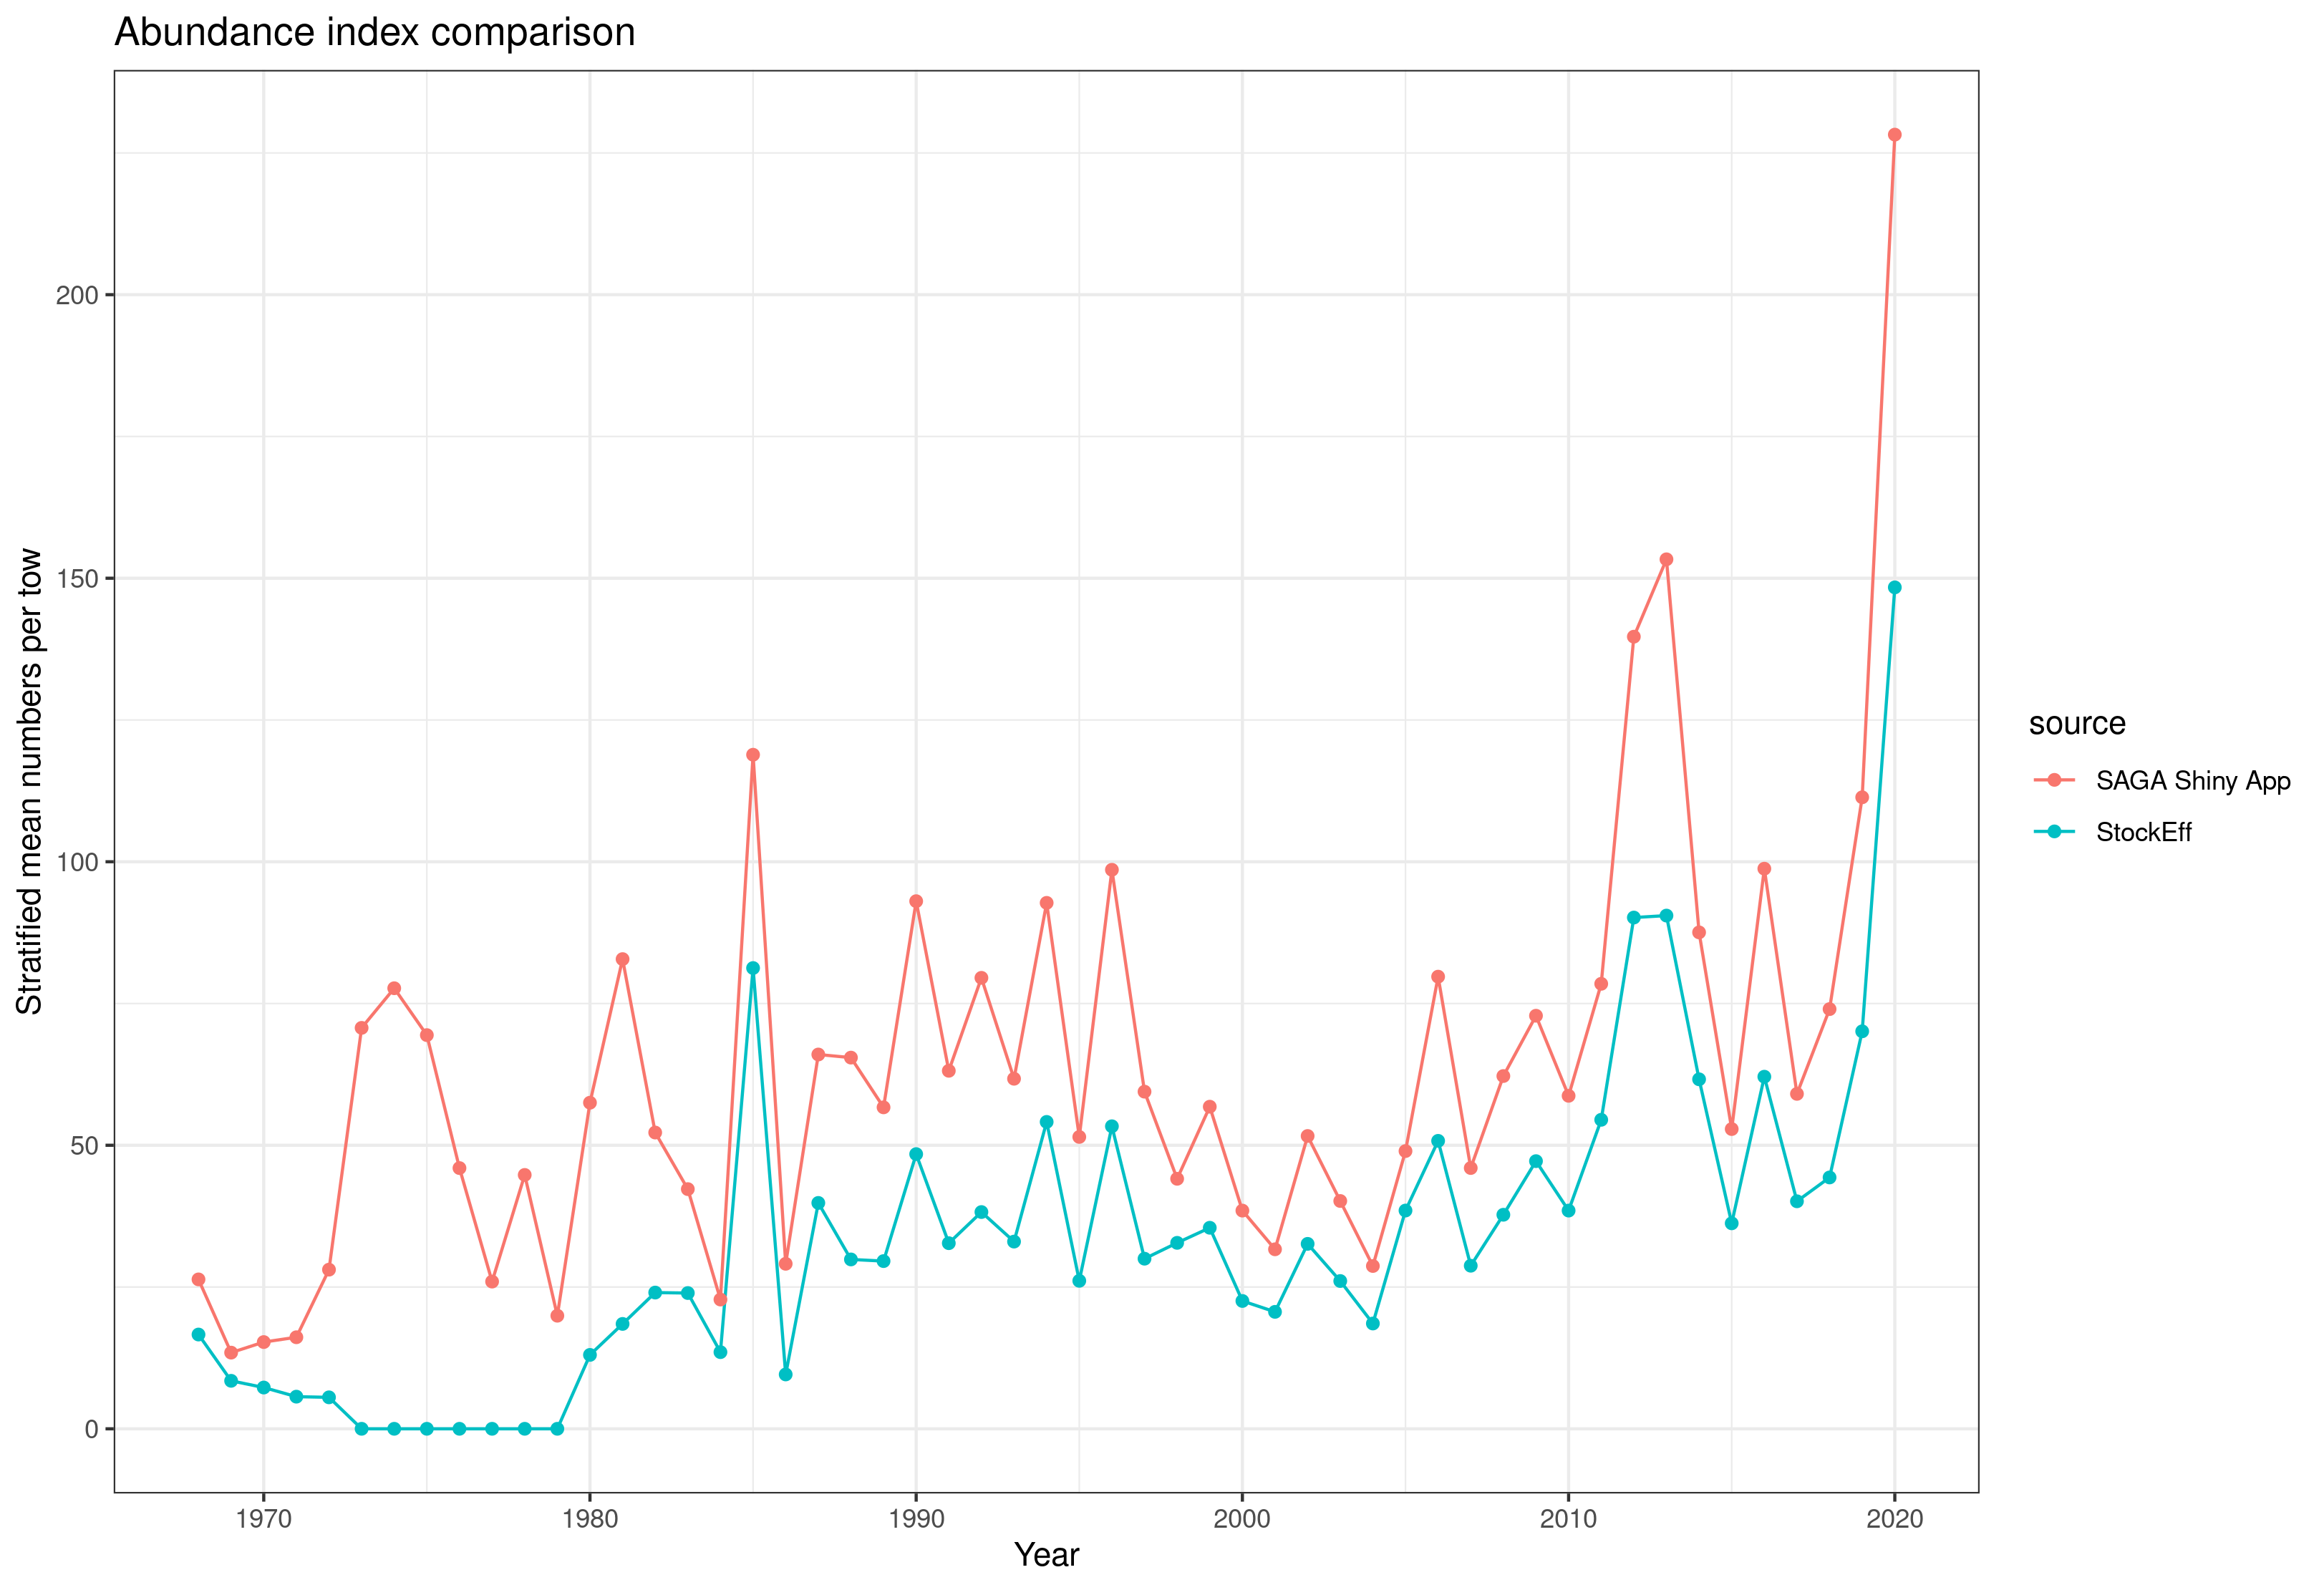 Abundance index comparison
Stratified mean numbers per tow
200
150
100
50
0
1970
1980
1990
2000
2010
2020
Year
source
SAGA Shiny App
StockEff